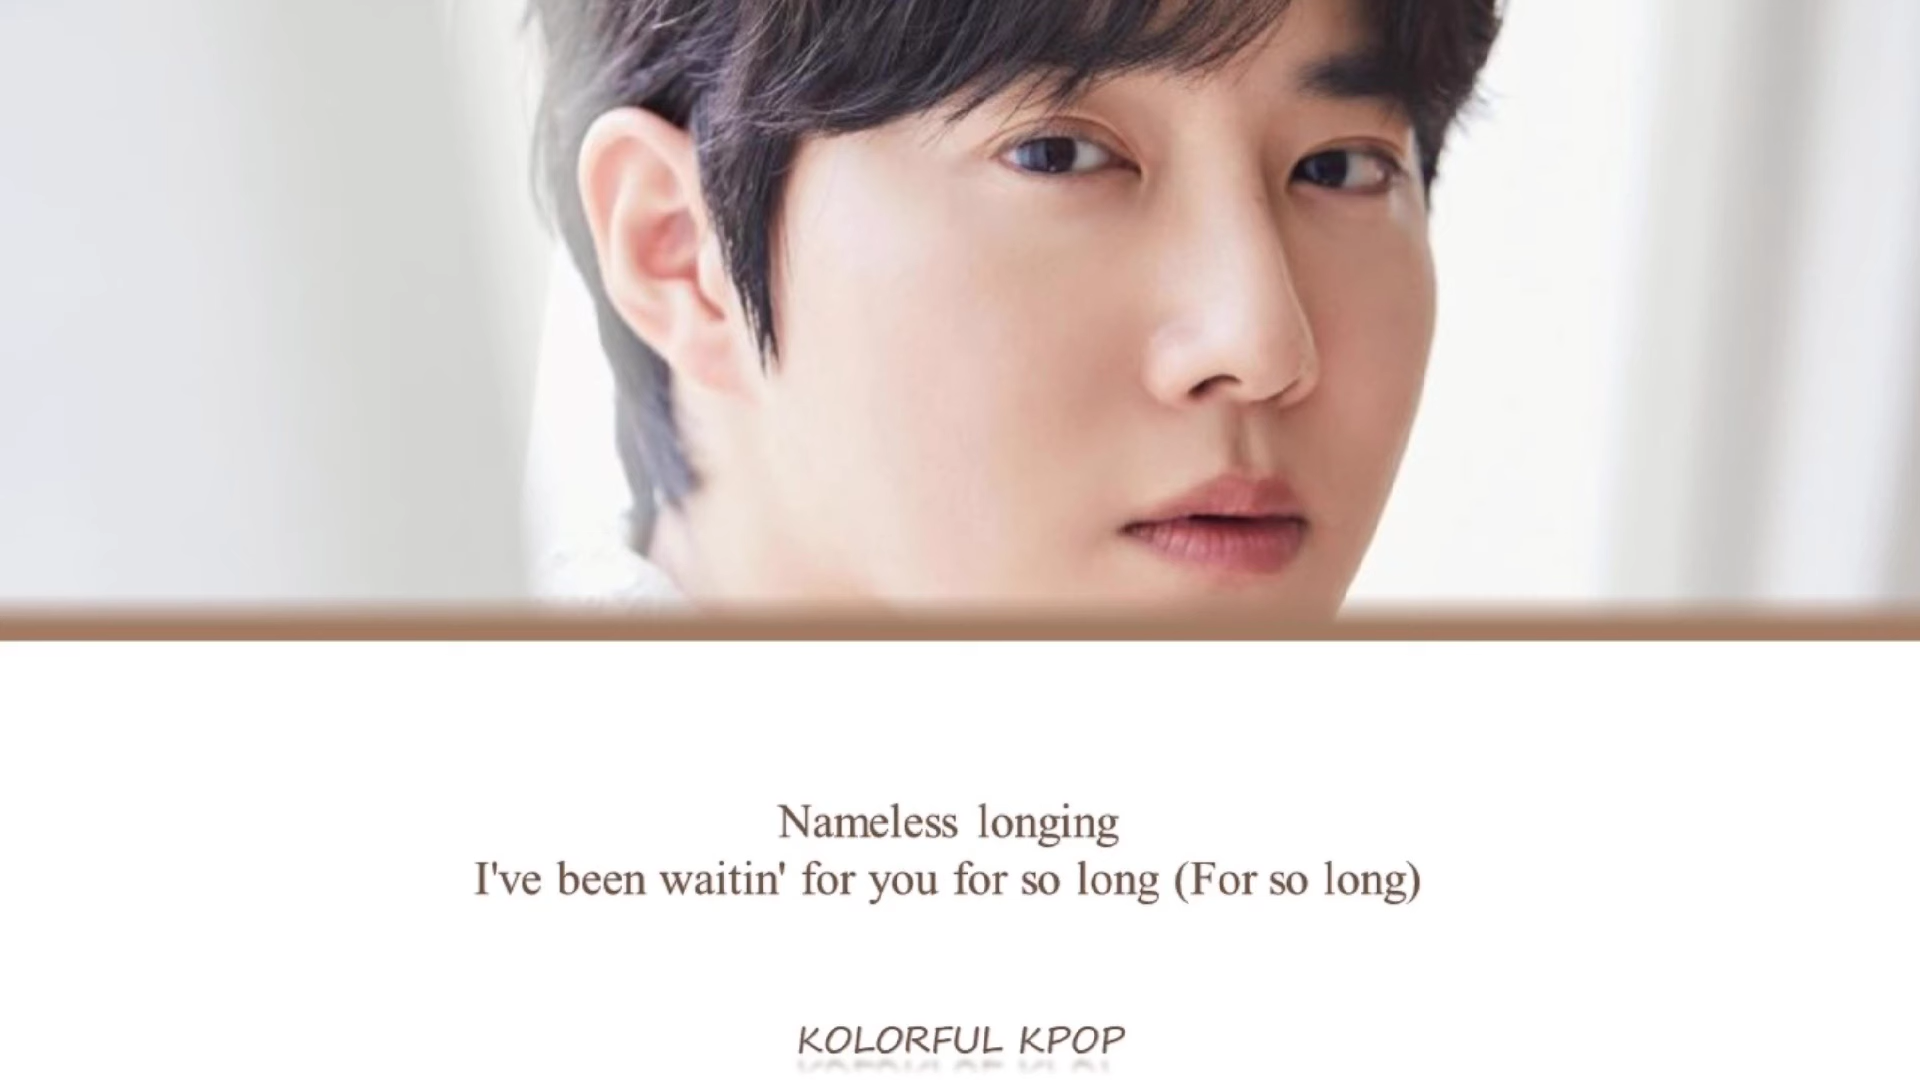 Nameless longing
I've been waitin' for you for so long (For so long)
KOLORFUL KPOP